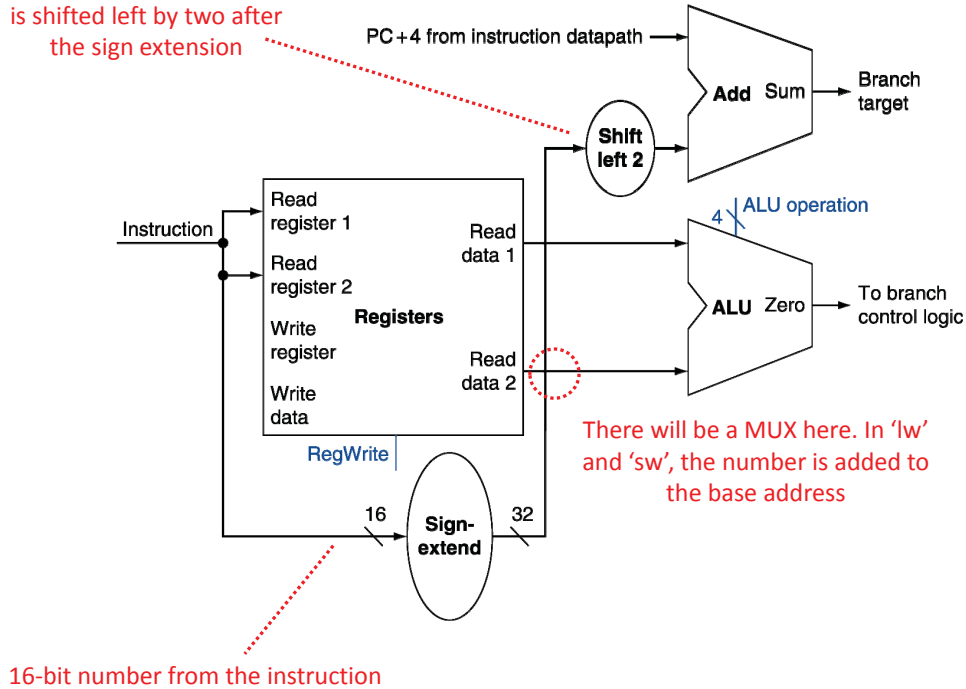 is shifted left by two after
the sign extension
PC+4 from instruction datapath
Add Sum
Branch
target
Shift
left 2
Instruction
Read
register 1
Read
register 2
Write
register
Write
data
Registers
Read
data 1
Read
data 2
4
ALU operation
ALU Zero
To branch
control logic
RegWrite
There will be a MUX here. In ‘lw’
and ‘sw’, the number is added to
the base address
16
Sign-
extend
32
16-bit number from the instruction